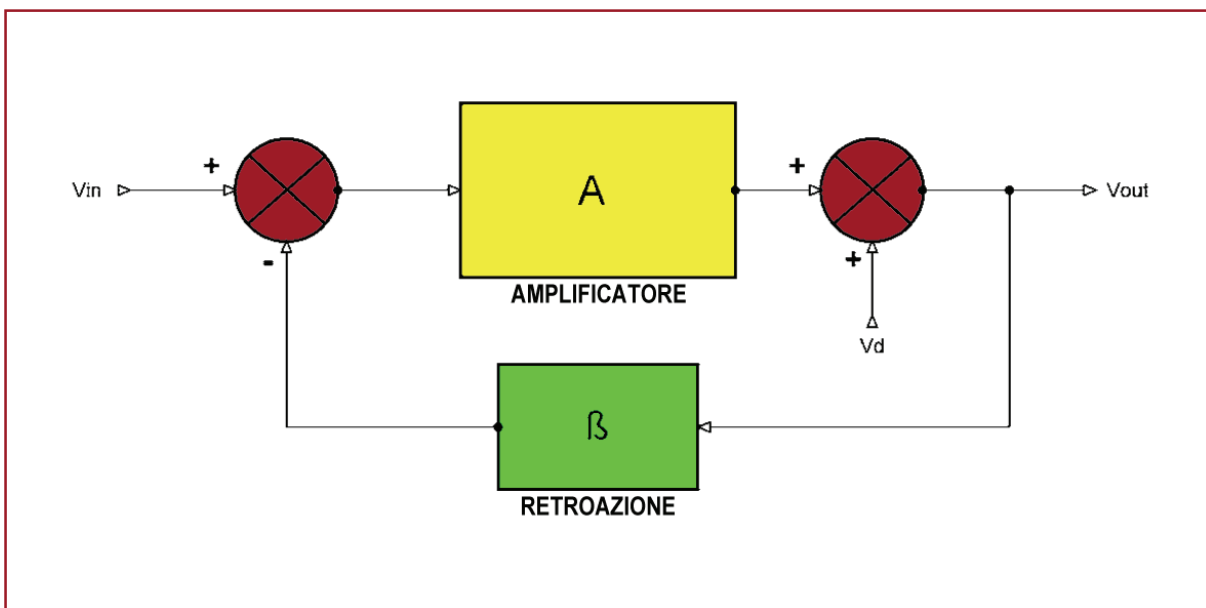 +
+
Vin
A
Vout
-
+
AMPLIFICATORE
Vd
ß
RETROAZIONE